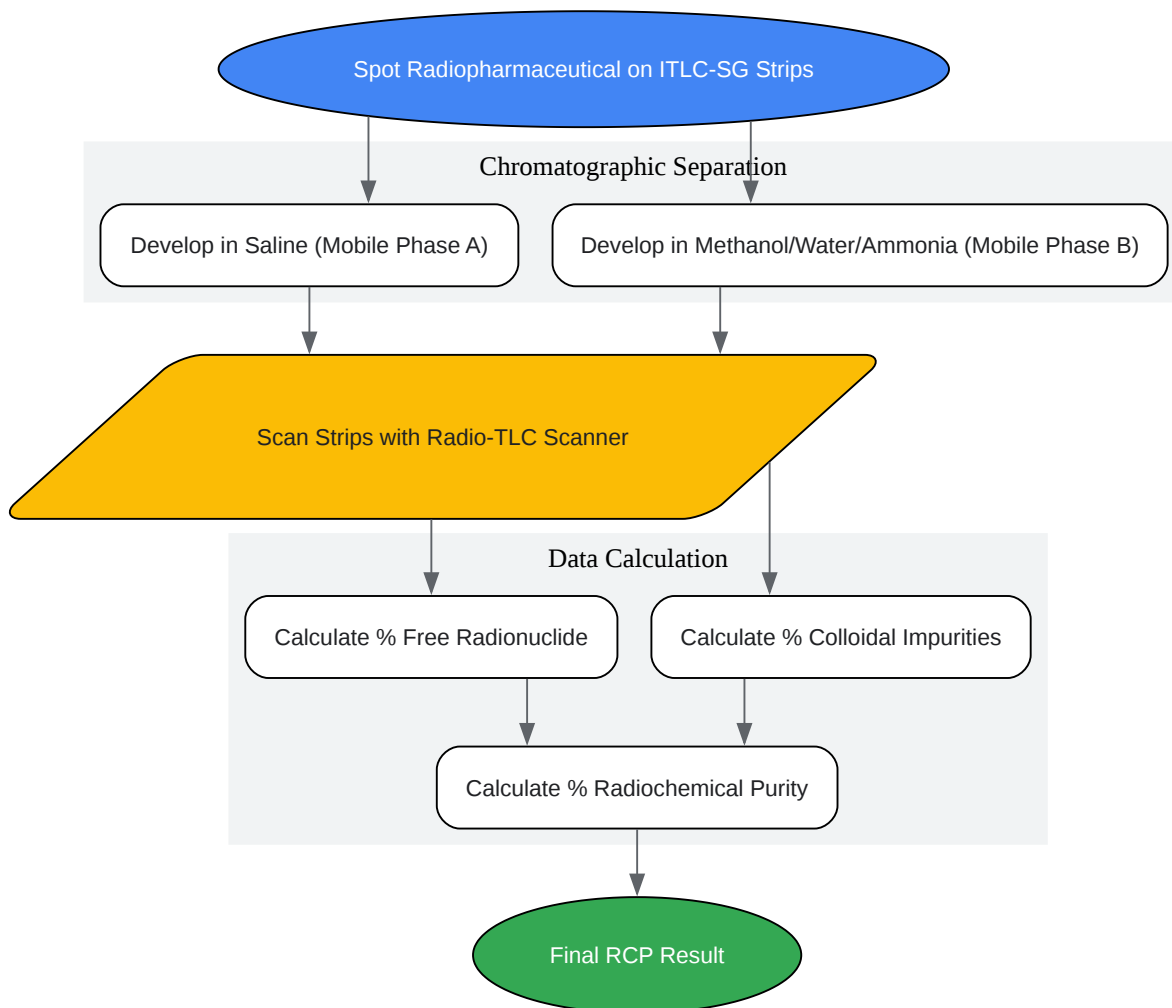 Spot Radiopharmaceutical on ITLC-SG Strips
Chromatographic Separation
Develop in Saline (Mobile Phase A)
Develop in Methanol/Water/Ammonia (Mobile Phase B)
Scan Strips with Radio-TLC Scanner
Data Calculation
Calculate % Free Radionuclide
Calculate % Colloidal Impurities
Calculate % Radiochemical Purity
Final RCP Result